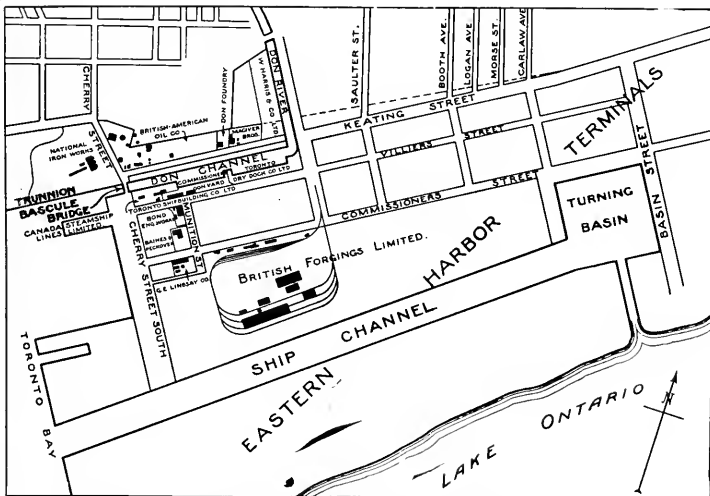 CHERRY STREET
NATIONAL IRON WORKS
BRITISH-AMERICAN OIL CO
DON FOUNDRY
W HARRIS & CO LTD
DON RIVER
MACIVER BROS.
SAULTER ST.
BOOTH AVE.
LOGAN AVE.
MORSE ST.
CARLAW AVE
KEATING STREET
VILLIERS STREET
COMMISSIONERS STREET
TERMINALS
BASIN STREET
TURNING BASIN
DON CHANNEL
COMMISSIONERS DON YARD
TORONTO DRY DOCK CO LTD
TORONTO SHIPBUILDING CO LTD
TRUNNION BASCULE BRIDGE
CANADA STEAMSHIP LINES LIMITED
BOND ENG. WORKS
BAINES & PECKOVER
MUNITION ST.
G.E. LINDSAY CO.
CHERRY STREET SOUTH
BRITISH FORGINGS LIMITED.
HARBOR
SHIP CHANNEL
EASTERN
TORONTO BAY
LAKE ONTARIO
N